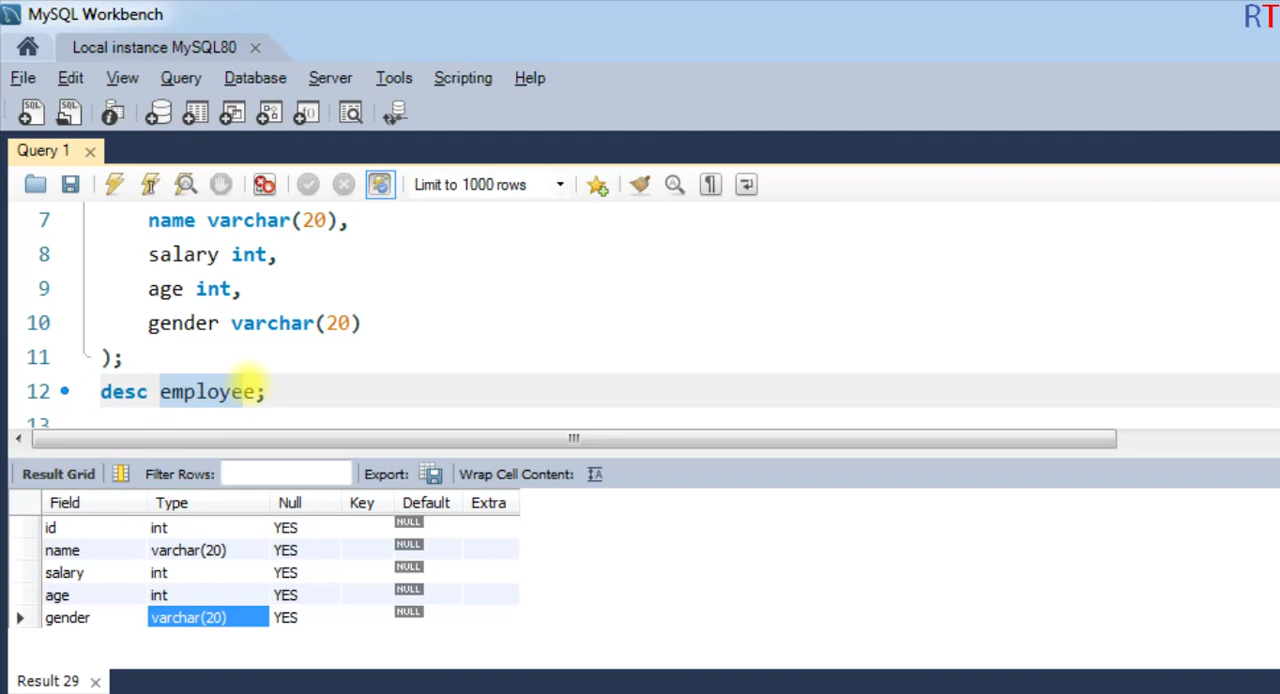 MySQL Workbench
RT
Local instance MySQL80
File Edit View Query Database Server Tools Scripting Help
SQL SQL
Query 1
Limit to 1000 rows
7 name varchar(20),
8 salary int,
9 age int,
10 gender varchar(20)
11 );
12 desc employee;
13
Result Grid Filter Rows: Export: Wrap Cell Content:
Field Type Null Key Default Extra
id int YES NULL
name varchar(20) YES NULL
salary int YES NULL
age int YES NULL
gender varchar(20) YES NULL
Result 29